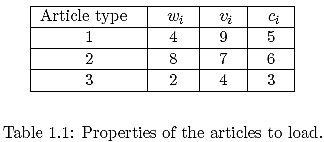 Article type w_i v_i c_i
1 4 9 5
2 8 7 6
3 2 4 3
Table 1.1: Properties of the articles to load.